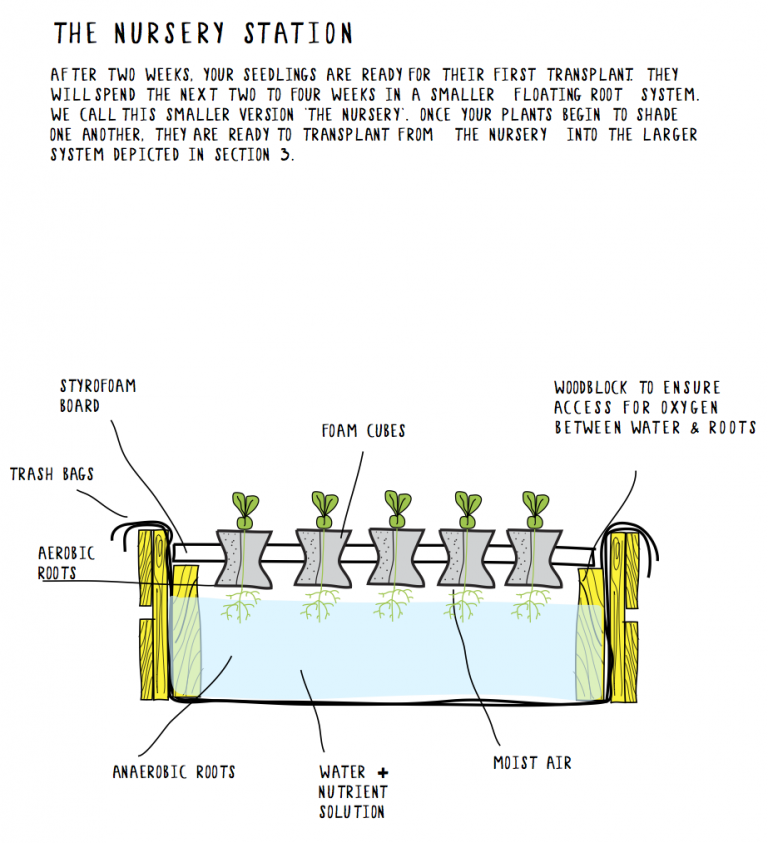 THE NURSERY STATION
AFTER TWO WEEKS, YOUR SEEDLINGS ARE READY FOR THEIR FIRST TRANSPLANT. THEY
WILL SPEND THE NEXT TWO TO FOUR WEEKS IN A SMALLER FLOATING ROOT SYSTEM.
WE CALL THIS SMALLER VERSION 'THE NURSERY'. ONCE YOUR PLANTS BEGIN TO SHADE
ONE ANOTHER, THEY ARE READY TO TRANSPLANT FROM THE NURSERY INTO THE LARGER
SYSTEM DEPICTED IN SECTION 3.
STYROFOAM
BOARD
WOODBLOCK TO ENSURE
ACCESS FOR OXYGEN
BETWEEN WATER & ROOTS
FOAM CUBES
TRASH BAGS
AEROBIC
ROOTS
ANAEROBIC ROOTS
WATER +
NUTRIENT
SOLUTION
MOIST AIR